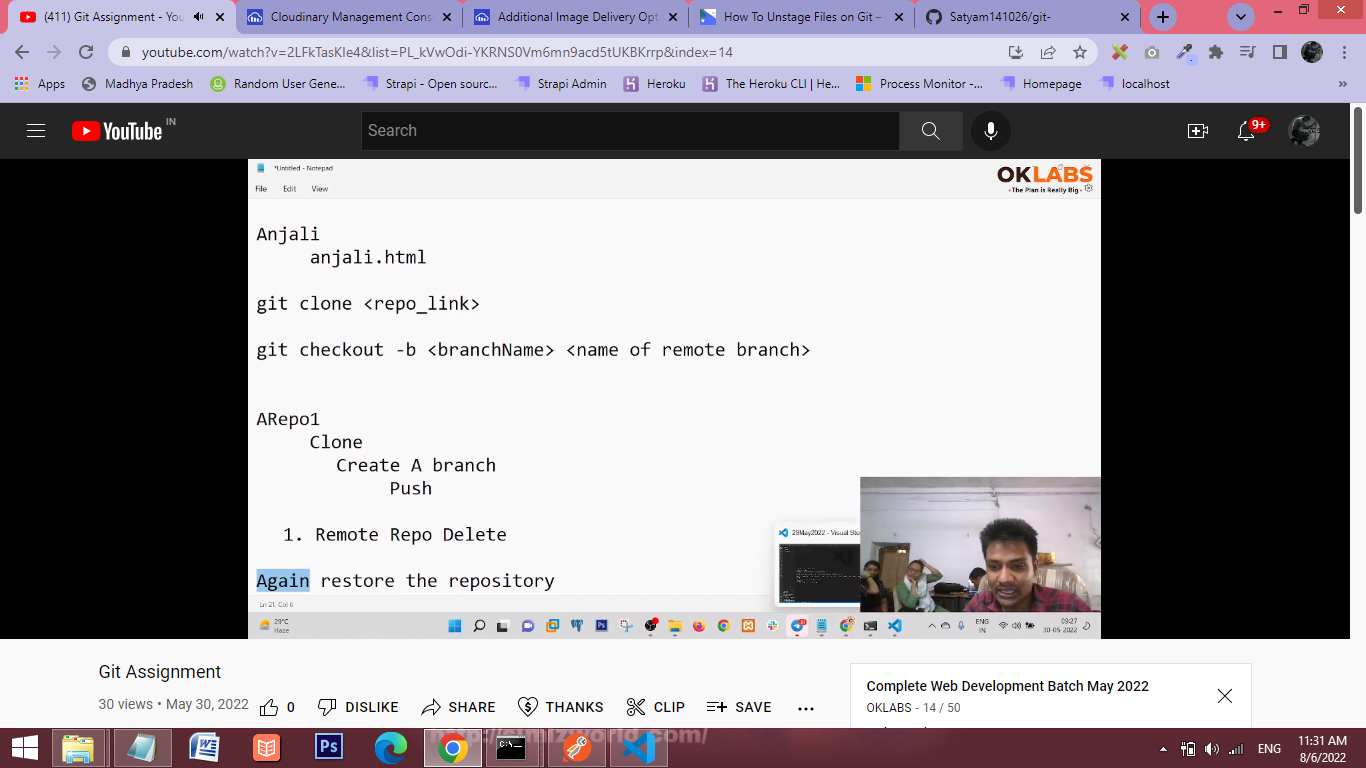 (411) Git Assignment - You
Cloudinary Management Cons
Additional Image Delivery Opt
How To Unstage Files on Git –
Satyam141026/git-
youtube.com/watch?v=2LFkTasKIe4&list=PL_kVwOdi-YKRNS0Vm6mn9acd5tUKBKrrp&index=14
Apps
Madhya Pradesh
Random User Gene...
Strapi - Open sourc...
Strapi Admin
Heroku
The Heroku CLI | He...
Process Monitor -...
Homepage
localhost
»
YouTube IN
Search
9+
*Untitled - Notepad
File Edit View
OKLABS
•The Plan is Really Big•
Anjali
anjali.html
git clone <repo_link>
git checkout -b <branchName> <name of remote branch>
ARepo1
Clone
Create A branch
Push
1. Remote Repo Delete
Again restore the repository
28May2022 - Visual Stu
Ln 21, Col 6
29°C
Haze
ENG
IN
09:27
30-05-2022
Git Assignment
30 views • May 30, 2022
0
DISLIKE
SHARE
THANKS
CLIP
SAVE
...
Complete Web Development Batch May 2022
OKLABS - 14 / 50
Ps
ENG
11:31 AM
8/6/2022